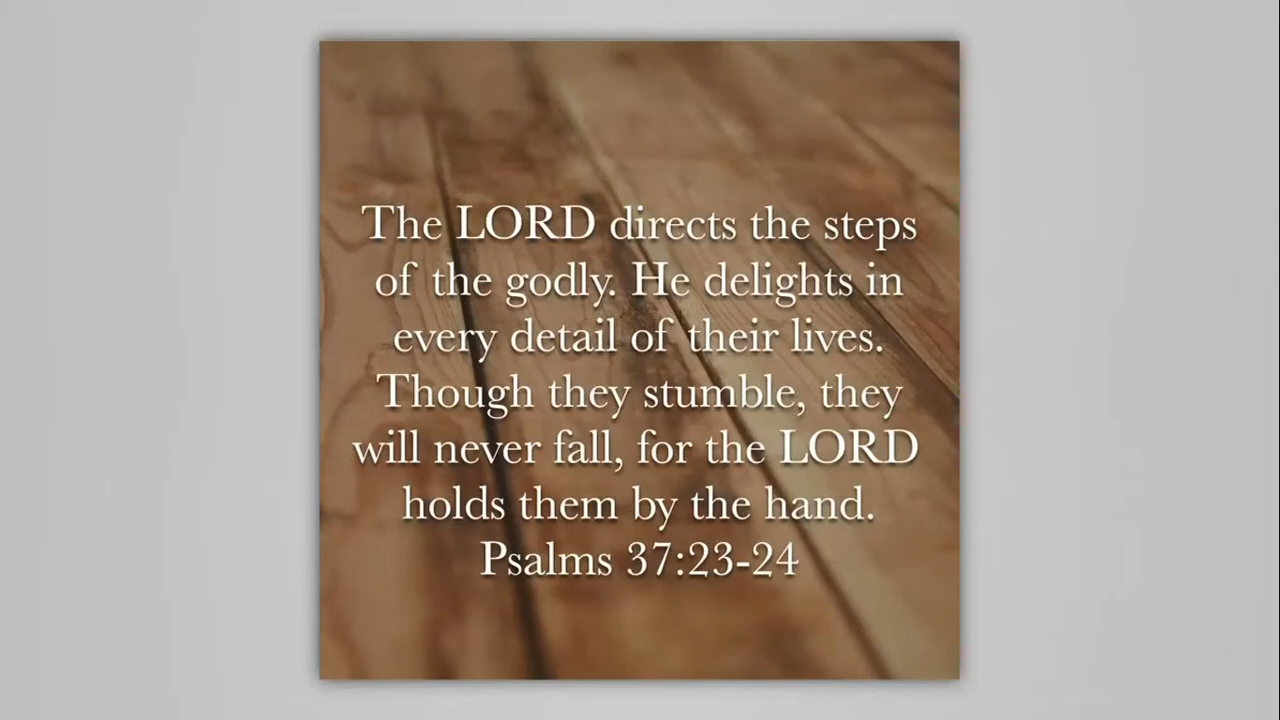 The LORD directs the steps
of the godly. He delights in
every detail of their lives.
Though they stumble, they
will never fall, for the LORD
holds them by the hand.
Psalms 37:23-24